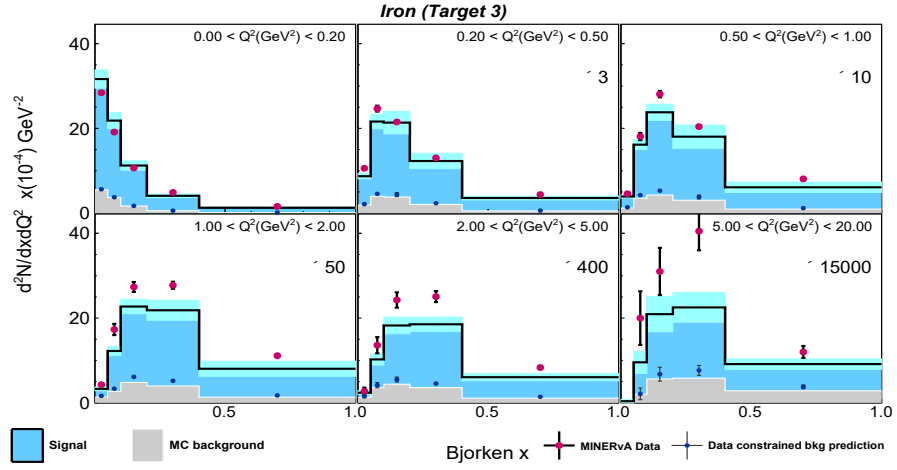 Iron (Target 3)
0.00 < Q²(GeV²) < 0.20
0.20 < Q²(GeV²) < 0.50
0.50 < Q²(GeV²) < 1.00
´ 3
´ 10
40
20
0
1.00 < Q²(GeV²) < 2.00
2.00 < Q²(GeV²) < 5.00
5.00 < Q²(GeV²) < 20.00
´ 50
´ 400
´ 15000
40
20
0
d²N/dxdQ² x(10⁻⁴) GeV⁻²
0.5 1.0 0.5 1.0 0.5 1.0
Signal
MC background
Bjorken x
MINERvA Data
Data constrained bkg prediction